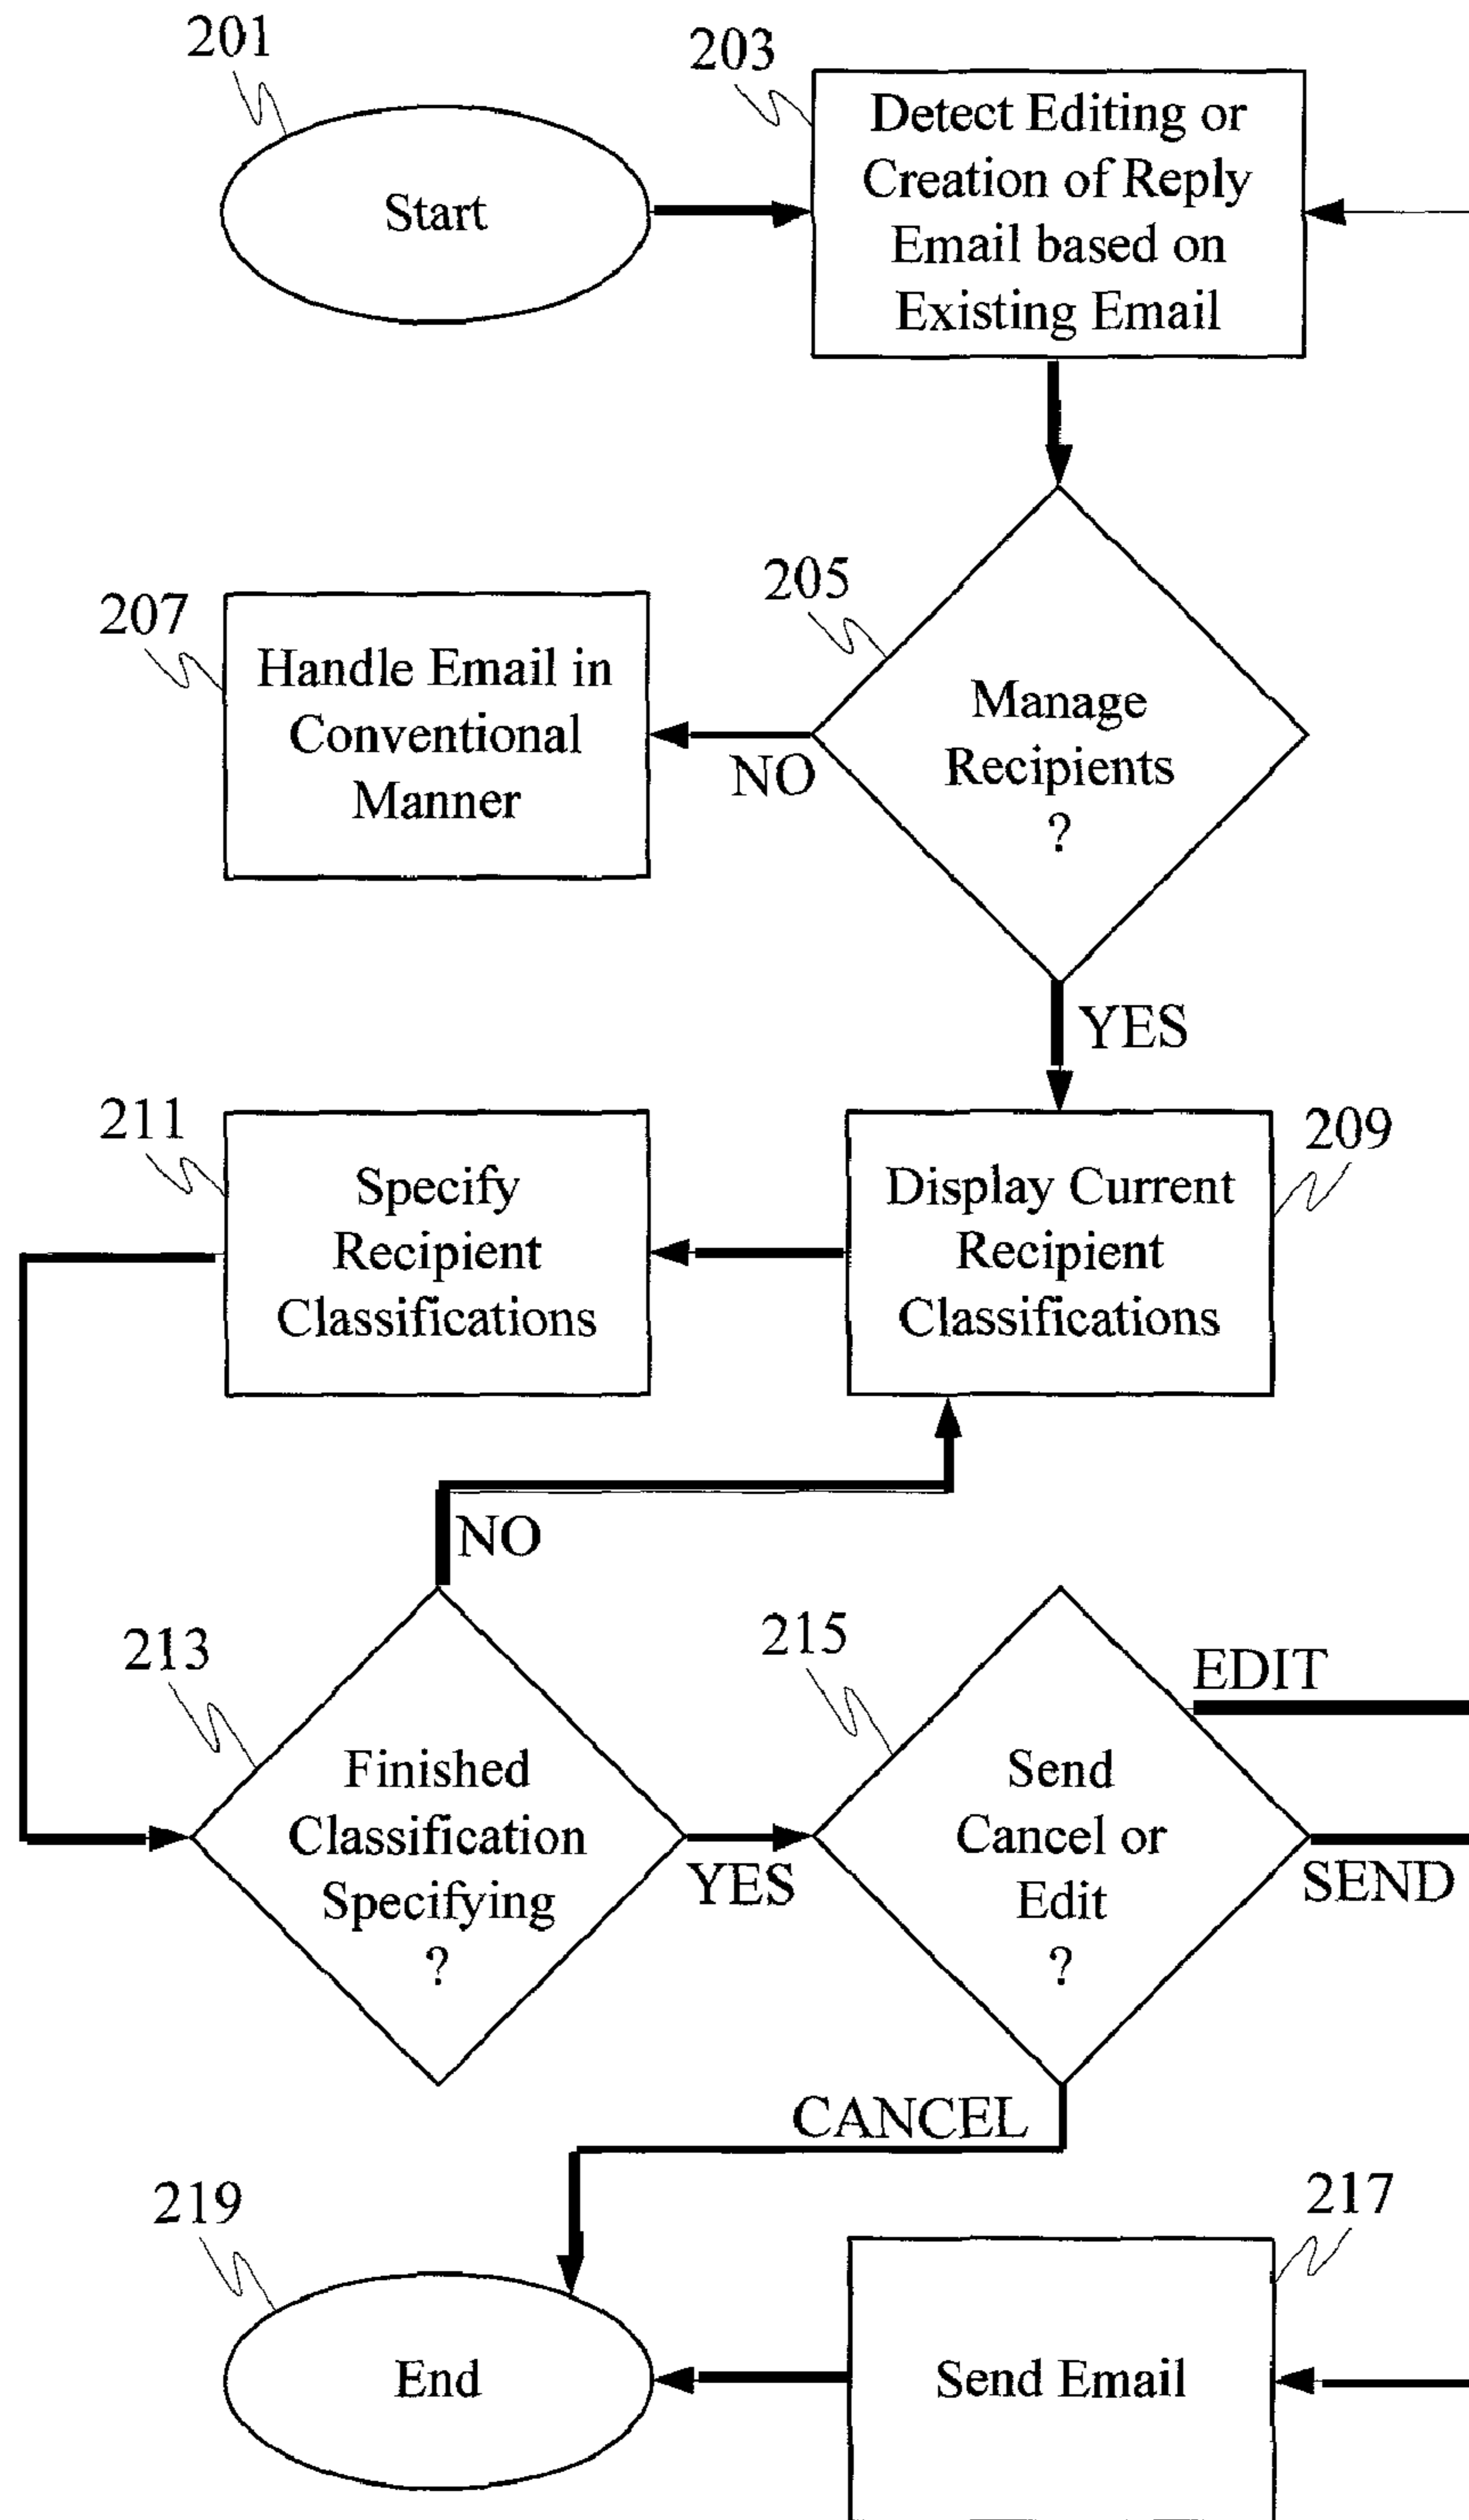 201
Start
203
Detect Editing or
Creation of Reply
Email based on
Existing Email
205
Manage
Recipients
?
NO
207
Handle Email in
Conventional
Manner
YES
209
Display Current
Recipient
Classifications
211
Specify
Recipient
Classifications
NO
213
Finished
Classification
Specifying
?
YES
215
Send
Cancel or
Edit
?
EDIT
SEND
CANCEL
217
Send Email
219
End